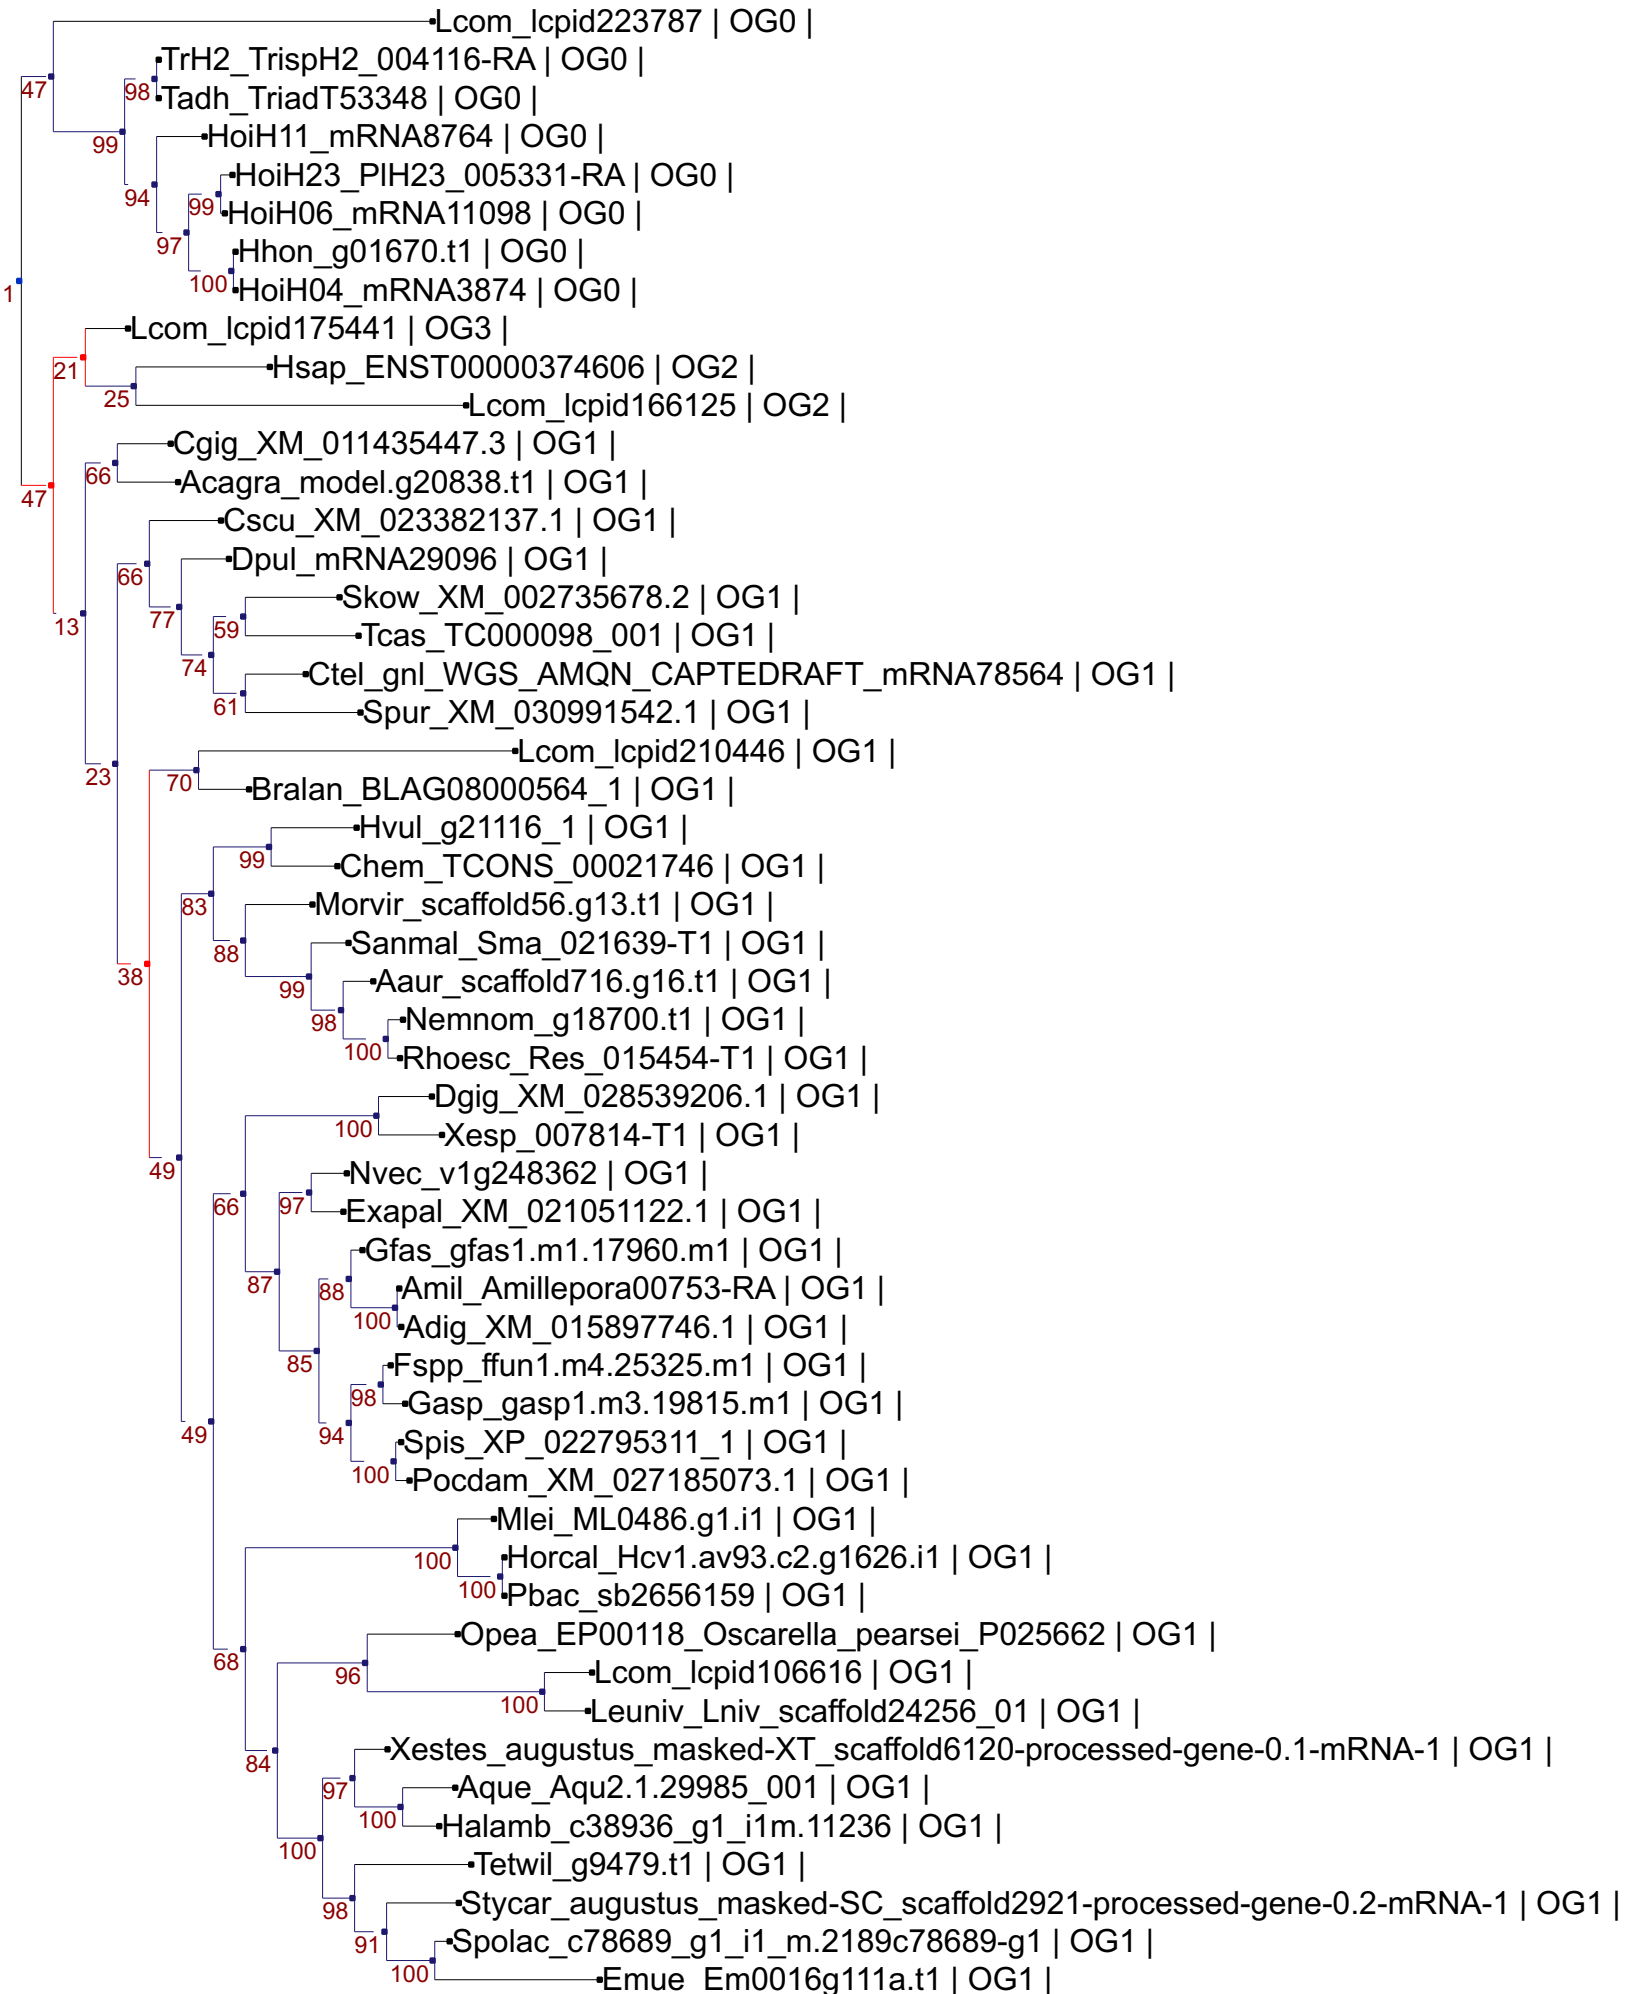 Lcom_lcpid223787 | OG0 |
TrH2_TrispH2_004116-RA | OG0 |
47
98
Tadh_TriadT53348 | OG0 |
HoiH11_mRNA8764 | OG0 |
99
HoiH23_PlH23_005331-RA | OG0 |
94
99
HoiH06_mRNA11098 | OG0 |
97
Hhon_g01670.t1 | OG0 |
100
1
HoiH04_mRNA3874 | OG0 |
Lcom_lcpid175441 | OG3 |
21
Hsap_ENST00000374606 | OG2 |
25
Lcom_lcpid166125 | OG2 |
Cgig_XM_011435447.3 | OG1 |
66
Acagra_model.g20838.t1 | OG1 |
47
Cscu_XM_023382137.1 | OG1 |
Dpul_mRNA29096 | OG1 |
66
Skow_XM_002735678.2 | OG1 |
13
77
59
Tcas_TC000098_001 | OG1 |
74
Ctel_gnl_WGS_AMQN_CAPTEDRAFT_mRNA78564 | OG1 |
61
Spur_XM_030991542.1 | OG1 |
Lcom_lcpid210446 | OG1 |
23
70
Bralan_BLAG08000564_1 | OG1 |
Hvul_g21116_1 | OG1 |
99
Chem_TCONS_00021746 | OG1 |
83
Morvir_scaffold56.g13.t1 | OG1 |
88
Sanmal_Sma_021639-T1 | OG1 |
38
99
Aaur_scaffold716.g16.t1 | OG1 |
98
Nemnom_g18700.t1 | OG1 |
100
Rhoesc_Res_015454-T1 | OG1 |
Dgig_XM_028539206.1 | OG1 |
100
Xesp_007814-T1 | OG1 |
49
Nvec_v1g248362 | OG1 |
66
97
Exapal_XM_021051122.1 | OG1 |
Gfas_gfas1.m1.17960.m1 | OG1 |
87
88
Amil_Amillepora00753-RA | OG1 |
100
Adig_XM_015897746.1 | OG1 |
85
Fspp_ffun1.m4.25325.m1 | OG1 |
98
Gasp_gasp1.m3.19815.m1 | OG1 |
49
94
Spis_XP_022795311_1 | OG1 |
100
Pocdam_XM_027185073.1 | OG1 |
Mlei_ML0486.g1.i1 | OG1 |
100
Horcal_Hcv1.av93.c2.g1626.i1 | OG1 |
100
Pbac_sb2656159 | OG1 |
Opea_EP00118_Oscarella_pearsei_P025662 | OG1 |
68
96
Lcom_lcpid106616 | OG1 |
100
Leuniv_Lniv_scaffold24256_01 | OG1 |
Xestes_augustus_masked-XT_scaffold6120-processed-gene-0.1-mRNA-1 | OG1 |
84
97
Aque_Aqu2.1.29985_001 | OG1 |
100
Halamb_c38936_g1_i1m.11236 | OG1 |
100
Tetwil_g9479.t1 | OG1 |
98
Stycar_augustus_masked-SC_scaffold2921-processed-gene-0.2-mRNA-1 | OG1 |
91
Spolac_c78689_g1_i1_m.2189c78689-g1 | OG1 |
100
Emue_Em0016g111a.t1 | OG1 |